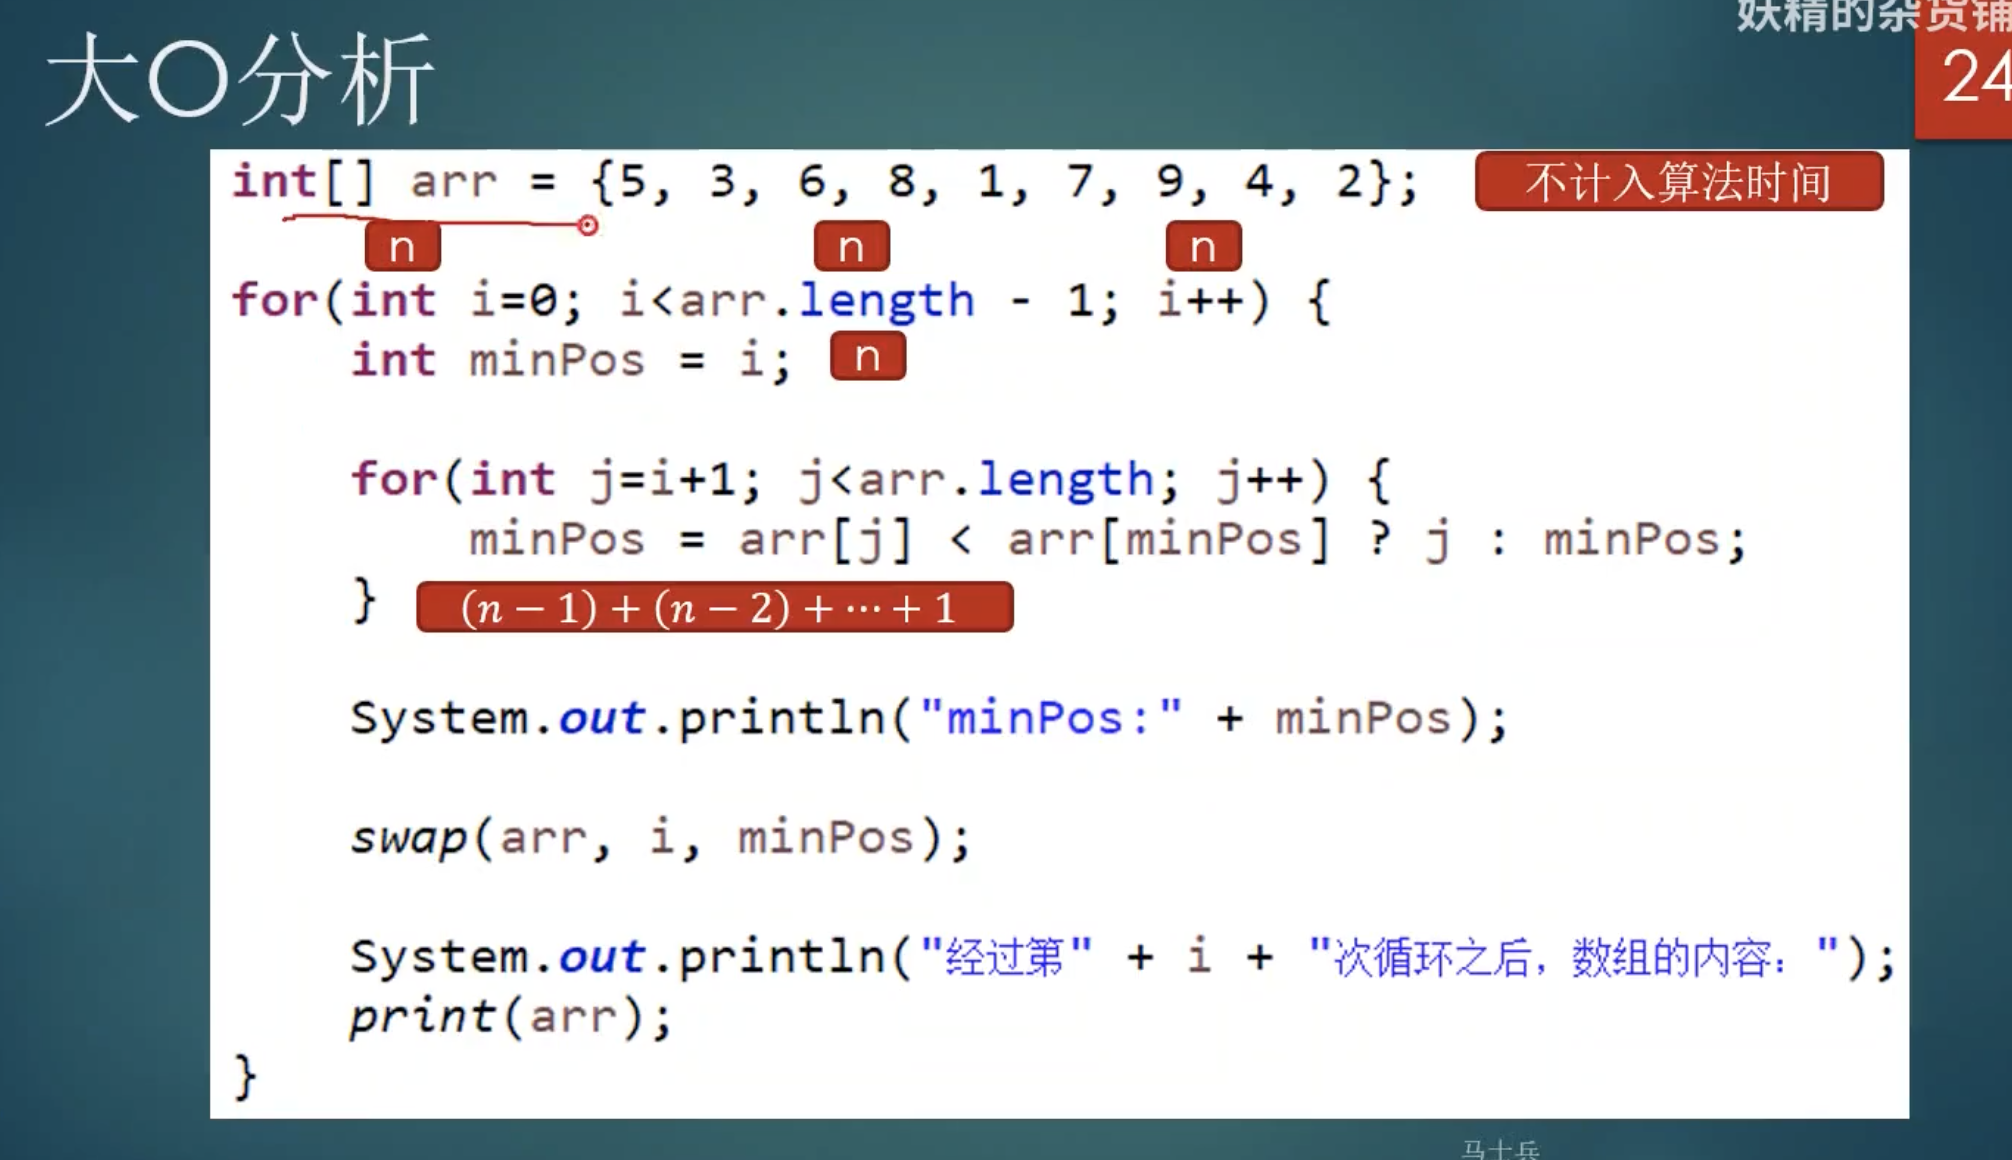 妖精的杂货铺
大O分析
24
int[] arr = {5, 3, 6, 8, 1, 7, 9, 4, 2};
不计入算法时间
n n n
for(int i=0; i<arr.length - 1; i++) {
int minPos = i;
n
for(int j=i+1; j<arr.length; j++) {
minPos = arr[j] < arr[minPos] ? j : minPos;
}
(n − 1) + (n − 2) + ⋯ + 1
System.out.println("minPos:" + minPos);
swap(arr, i, minPos);
System.out.println("经过第" + i + "次循环之后，数组的内容：");
print(arr);
}
马士兵